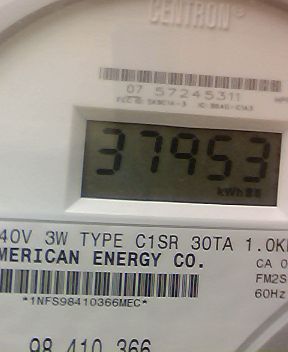 CENTRON®
07 57245311
37953
kWh
40V 3W TYPE C1SR 30TA 1.0K
MERICAN ENERGY CO.
CA 0
FM2S
*1NFS98410366MEC*
60Hz
98 410 366